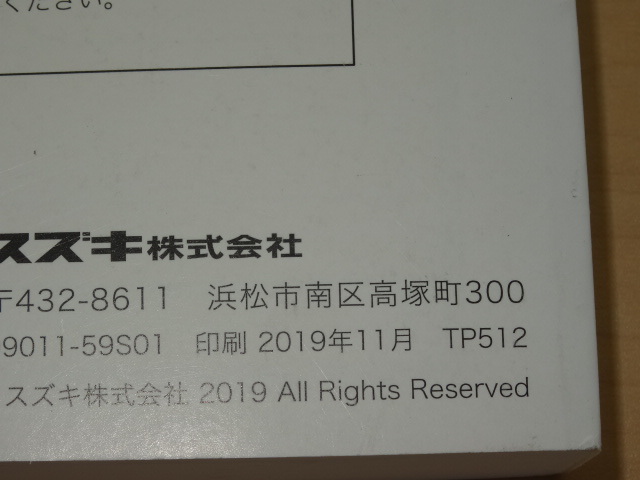 ください。
スズキ株式会社
〒432-8611 浜松市南区高塚町300
9011-59S01 印刷 2019年11月 TP512
スズキ株式会社 2019 All Rights Reserved